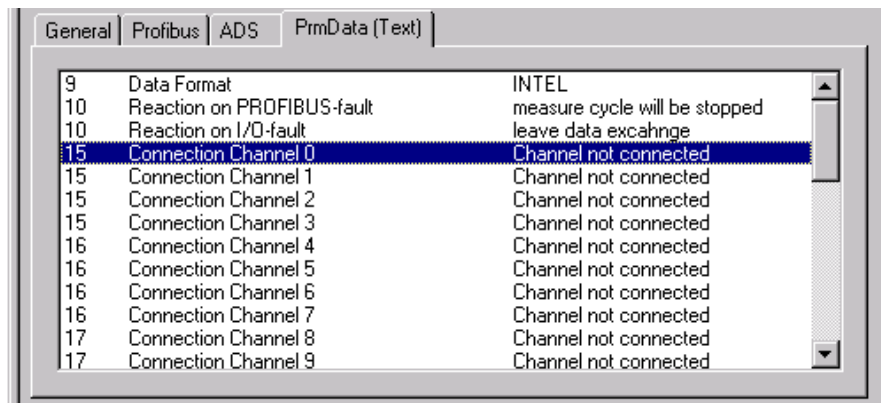 General Profibus ADS PrmData (Text)
9 Data Format INTEL
10 Reaction on PROFIBUS-fault measure cycle will be stopped
10 Reaction on I/O-fault leave data excahnge
15 Connection Channel 0 Channel not connected
15 Connection Channel 1 Channel not connected
15 Connection Channel 2 Channel not connected
15 Connection Channel 3 Channel not connected
16 Connection Channel 4 Channel not connected
16 Connection Channel 5 Channel not connected
16 Connection Channel 6 Channel not connected
16 Connection Channel 7 Channel not connected
17 Connection Channel 8 Channel not connected
17 Connection Channel 9 Channel not connected